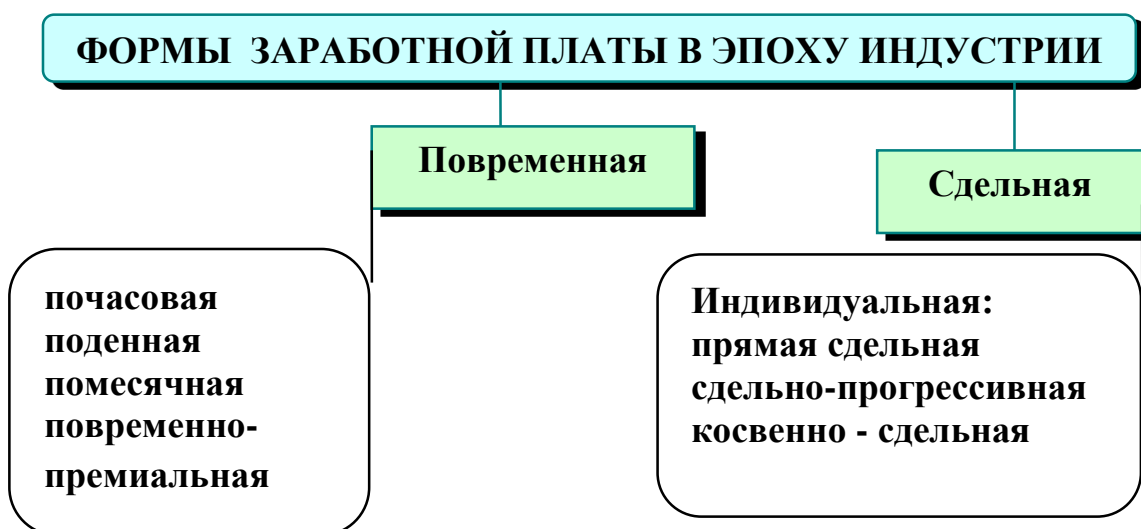 ФОРМЫ ЗАРАБОТНОЙ ПЛАТЫ В ЭПОХУ ИНДУСТРИИ
Повременная
Сдельная
почасовая
поденная
помесячная
повременно-
премиальная
Индивидуальная:
прямая сдельная
сдельно-прогрессивная
косвенно - сдельная